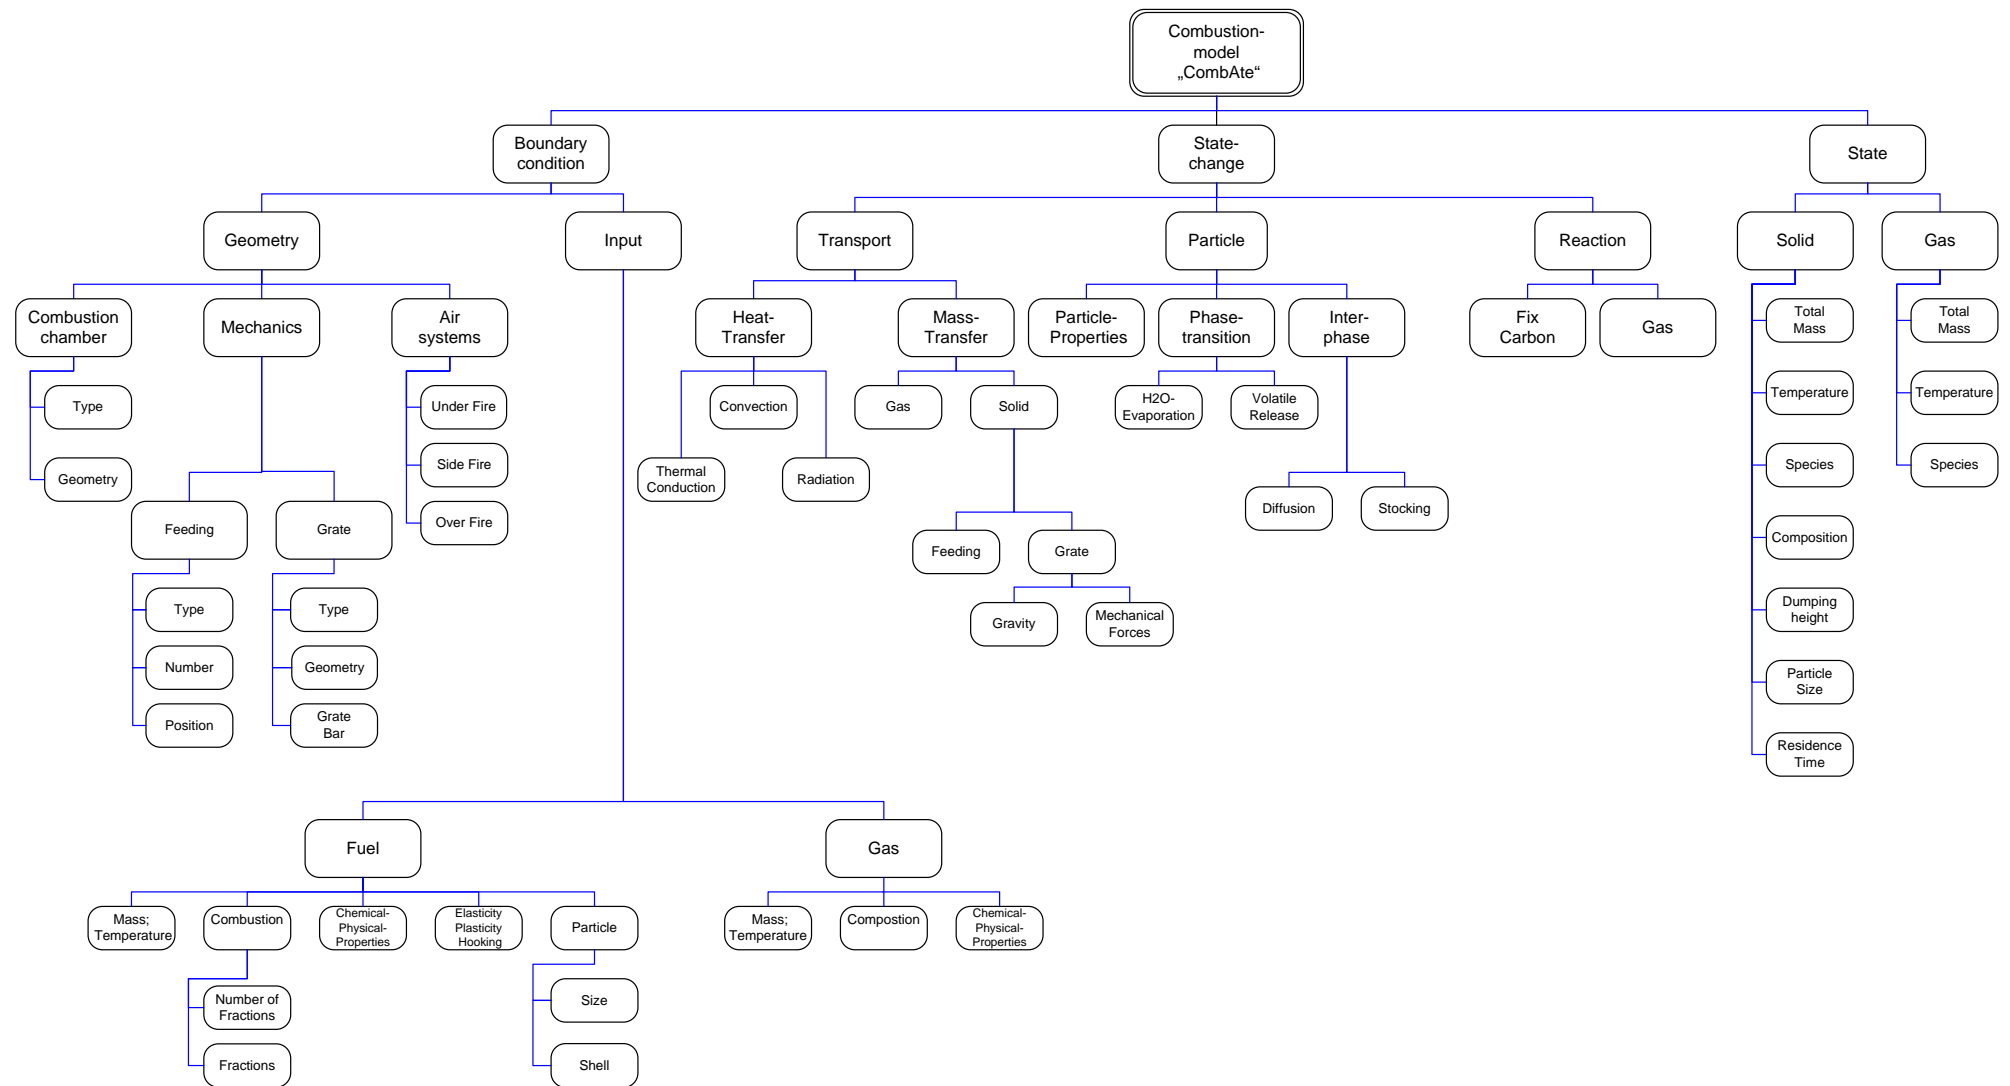 Combustion-
model
„CombAte“
Boundary
condition
State-
change
State
Geometry
Input
Transport
Particle
Reaction
Solid
Gas
Combustion
chamber
Mechanics
Air
systems
Heat-
Transfer
Mass-
Transfer
Particle-
Properties
Phase-
transition
Inter-
phase
Fix
Carbon
Gas
Total
Mass
Total
Mass
Type
Under Fire
Convection
Gas
Solid
H2O-
Evaporation
Volatile
Release
Temperature
Temperature
Geometry
Side Fire
Thermal
Conduction
Radiation
Species
Species
Feeding
Grate
Over Fire
Diffusion
Stocking
Feeding
Grate
Composition
Type
Type
Gravity
Mechanical
Forces
Dumping
height
Number
Geometry
Particle
Size
Position
Grate
Bar
Residence
Time
Fuel
Gas
Mass;
Temperature
Combustion
Chemical-
Physical-
Properties
Elasticity
Plasticity
Hooking
Particle
Mass;
Temperature
Compostion
Chemical-
Physical-
Properties
Number of
Fractions
Size
Fractions
Shell